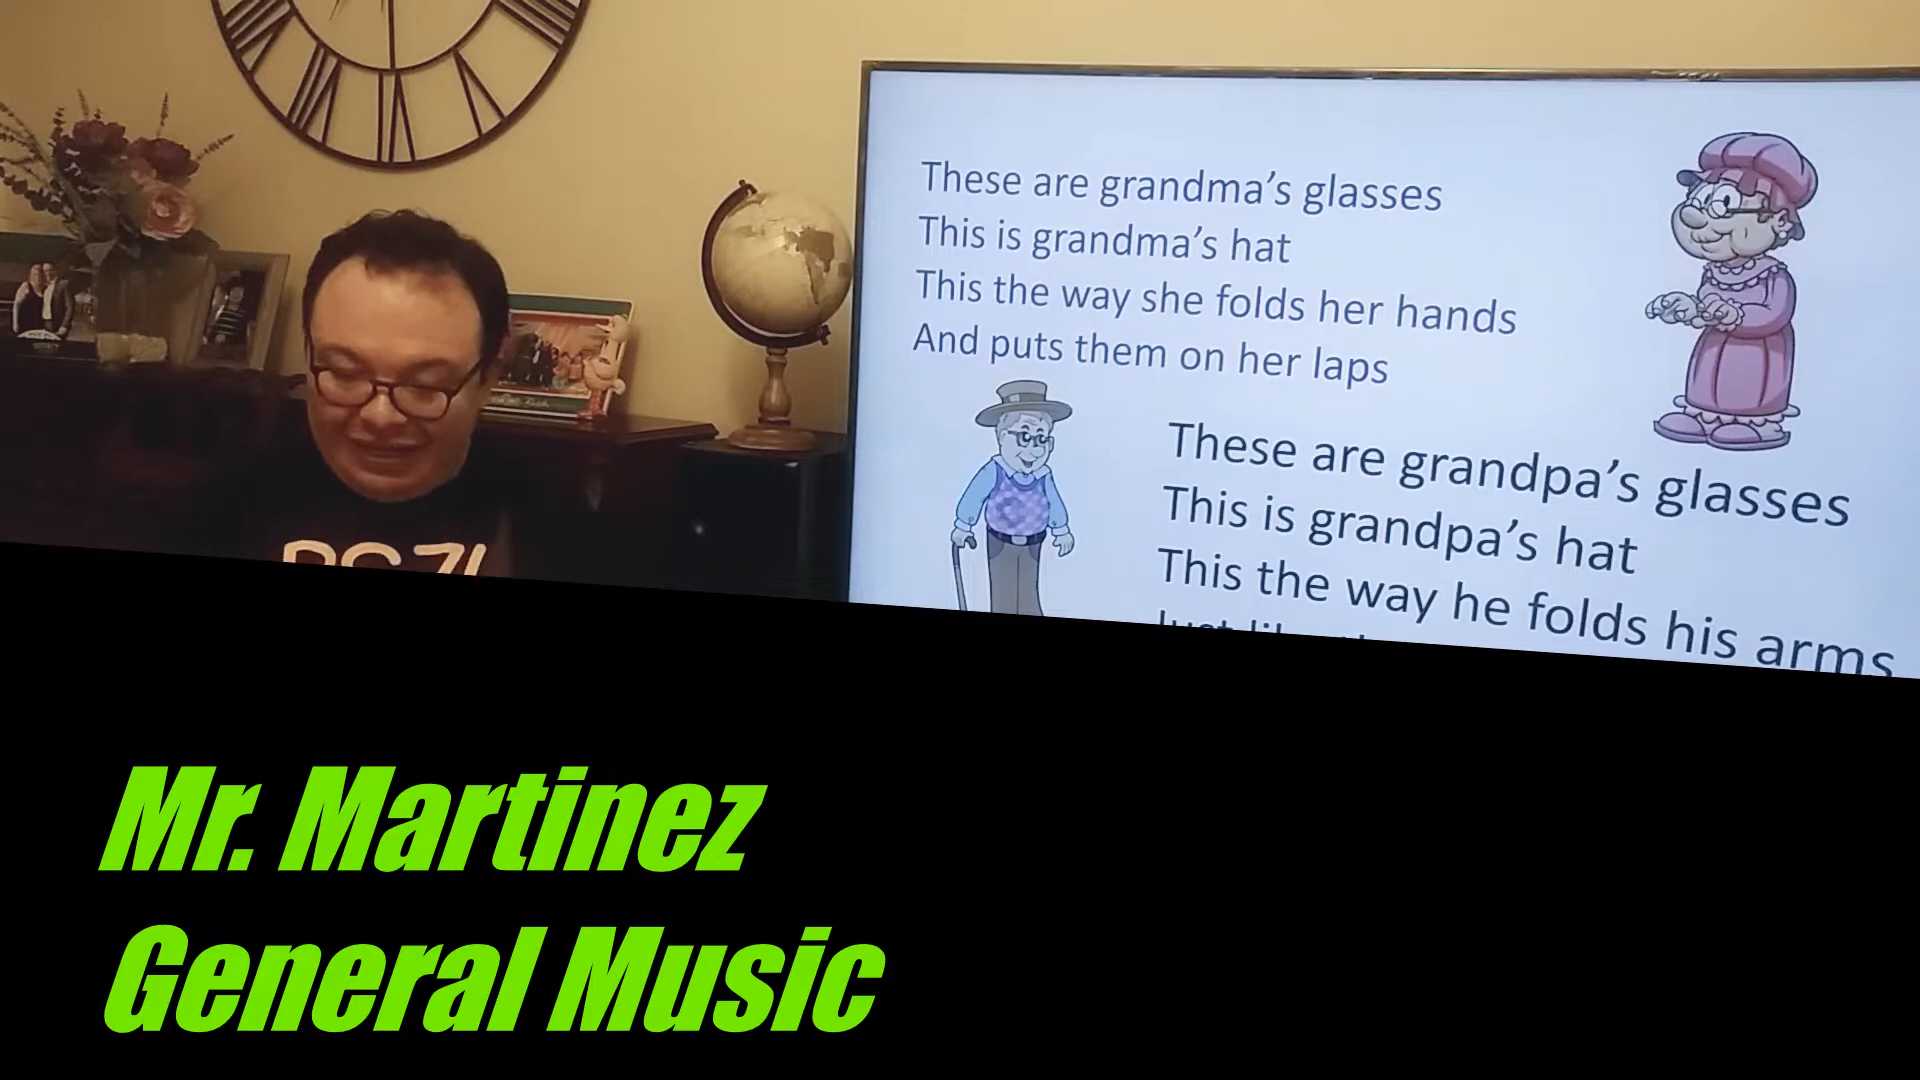 These are grandma's glasses
This is grandma's hat
This the way she folds her hands
And puts them on her laps
These are grandpa's glasses
This is grandpa's hat
This the way he folds his arms
Mr. Martinez
General Music